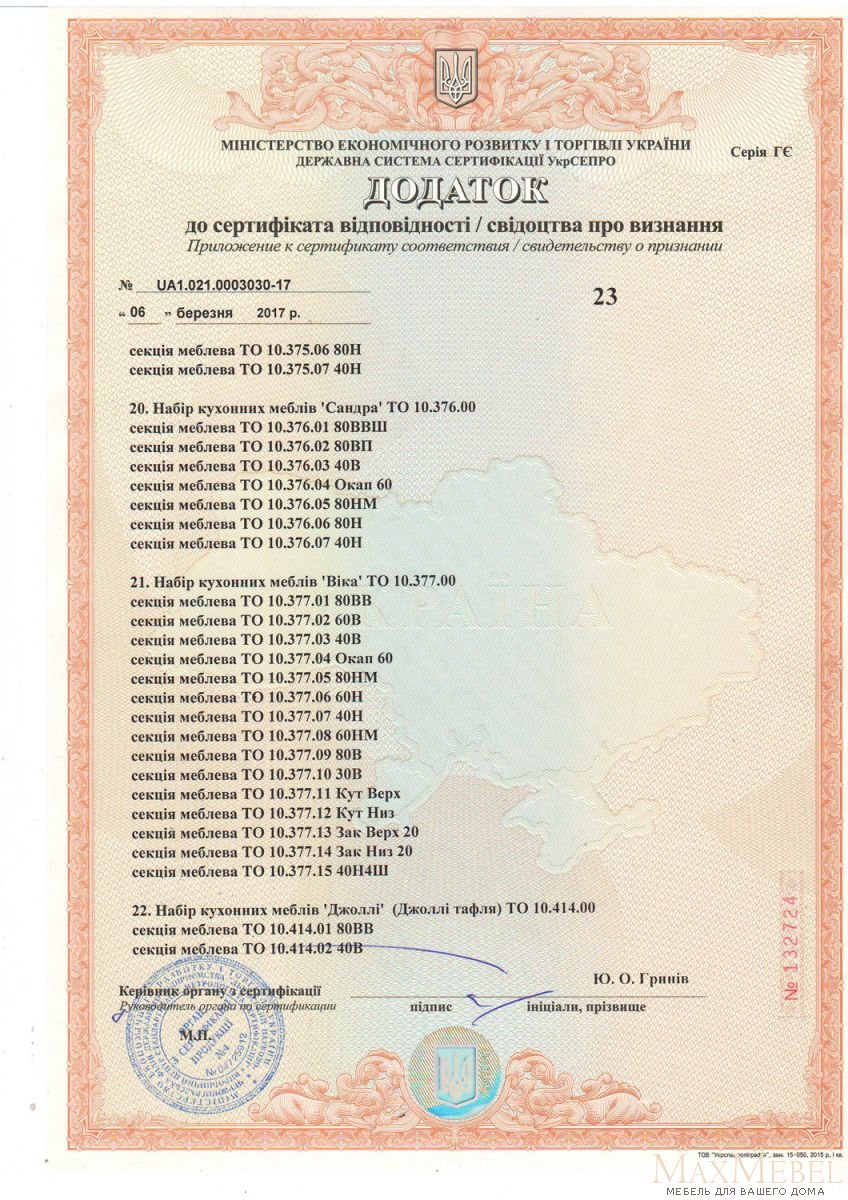 МІНІСТЕРСТВО ЕКОНОМІЧНОГО РОЗВИТКУ І ТОРГІВЛІ УКРАЇНИ
ДЕРЖАВНА СИСТЕМА СЕРТИФІКАЦІЇ УкрСЕПРО
Серія ГЄ
ДОДАТОК
до сертифіката відповідності / свідоцтва про визнання
Приложение к сертификату соответствия / свидетельству о признании
№ UA1.021.0003030-17
23
“ 06 ” березня 2017 р.
секція меблева ТО 10.375.06 80Н
секція меблева ТО 10.375.07 40Н
20. Набір кухонних меблів 'Сандра' ТО 10.376.00
секція меблева ТО 10.376.01 80ВВШ
секція меблева ТО 10.376.02 80ВП
секція меблева ТО 10.376.03 40В
секція меблева ТО 10.376.04 Окап 60
секція меблева ТО 10.376.05 80НМ
секція меблева ТО 10.376.06 80Н
секція меблева ТО 10.376.07 40Н
21. Набір кухонних меблів 'Віка' ТО 10.377.00
секція меблева ТО 10.377.01 80ВВ
секція меблева ТО 10.377.02 60В
секція меблева ТО 10.377.03 40В
секція меблева ТО 10.377.04 Окап 60
секція меблева ТО 10.377.05 80НМ
секція меблева ТО 10.377.06 60Н
секція меблева ТО 10.377.07 40Н
секція меблева ТО 10.377.08 60НМ
секція меблева ТО 10.377.09 80В
секція меблева ТО 10.377.10 30В
секція меблева ТО 10.377.11 Кут Верх
секція меблева ТО 10.377.12 Кут Низ
секція меблева ТО 10.377.13 Зак Верх 20
секція меблева ТО 10.377.14 Зак Низ 20
секція меблева ТО 10.377.15 40Н4Ш
22. Набір кухонних меблів 'Джоллі' (Джоллі тафля) ТО 10.414.00
секція меблева ТО 10.414.01 80ВВ
секція меблева ТО 10.414.02 40В
УКРАЇНА
№ 132724
Ю. О. Гринів
Керівник органу з сертифікації
Руководитель органа по сертификации
підпис
ініціали, прізвище
М.П.
ОРГАН
З СЕРТИФІКАЦІЇ
ПРОДУКЦІЇ
№4
№04725912
зам. 15-050, 2015 р., І кв.
MAXMEBEL
МЕБЕЛЬ ДЛЯ ВАШЕГО ДОМА